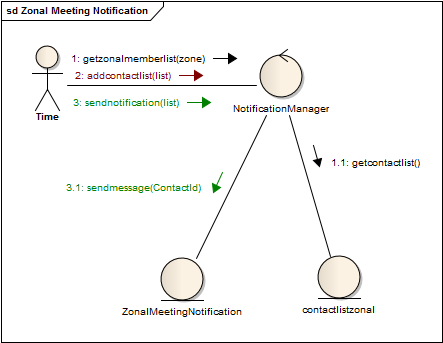 sd Zonal Meeting Notification
1: getzonalmemberlist(zone)
2: addcontactlist(list)
3: sendnotification(list)
Time
NotificationManager
1.1: getcontactlist()
3.1: sendmessage(ContactId)
ZonalMeetingNotification
contactlistzonal